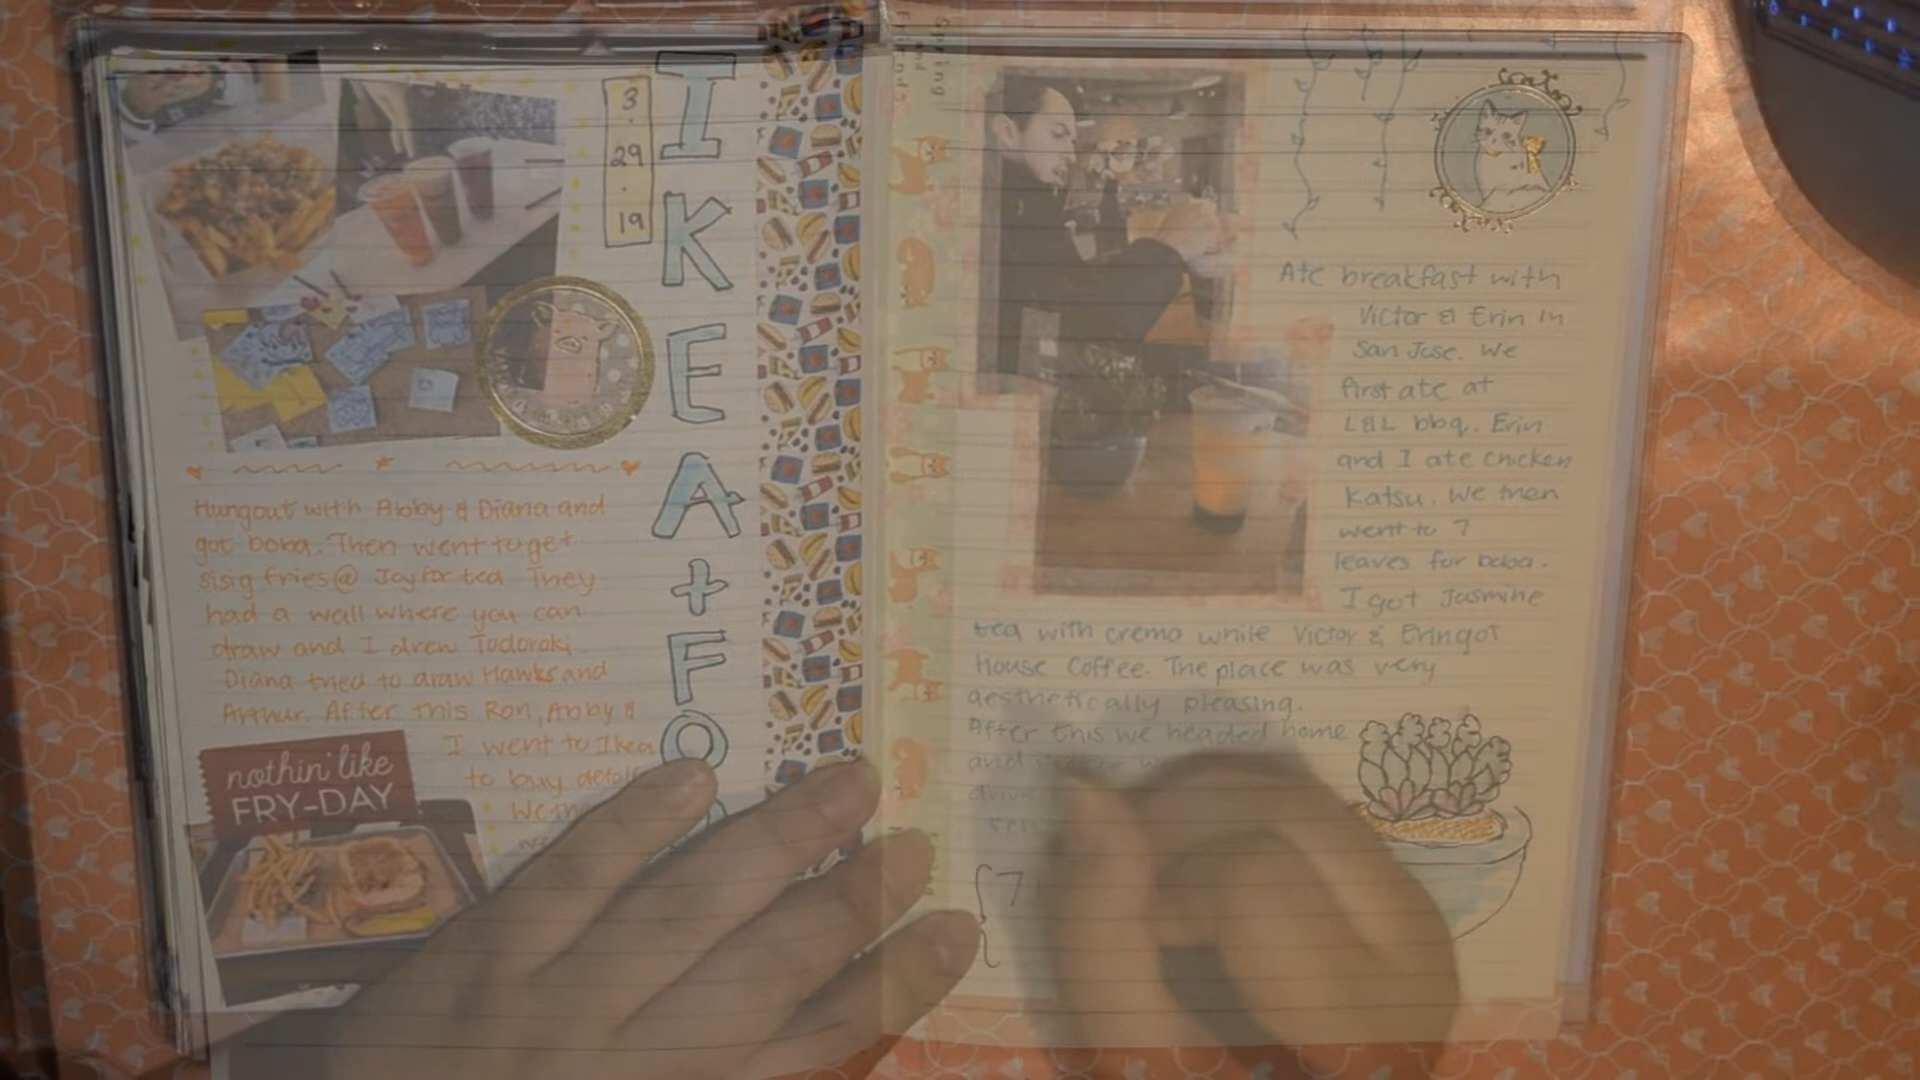 3
.
29
.
19
IKEA+FO
Hungout with Abby & Diana and
got boba. Then went to get
sisig fries@ Joy for tea They
had a wall where you can
draw and I drew Todoroki.
Diana tried to draw Hawks and
Arthur. After this Ron, Abby &
I went to Ikea
to buy
We
nothin' like
FRY-DAY
Spring
and
Ate breakfast with
Victor & Erin in
San Jose. We
first ate at
L&L bbq. Erin
and I ate chicken
Katsu. We then
went to 7
leaves for boba.
I got Jasmine
tea with crema while Victor & Erin got
House Coffee. The place was very
aesthetically pleasing.
After this we headed home
and
drive